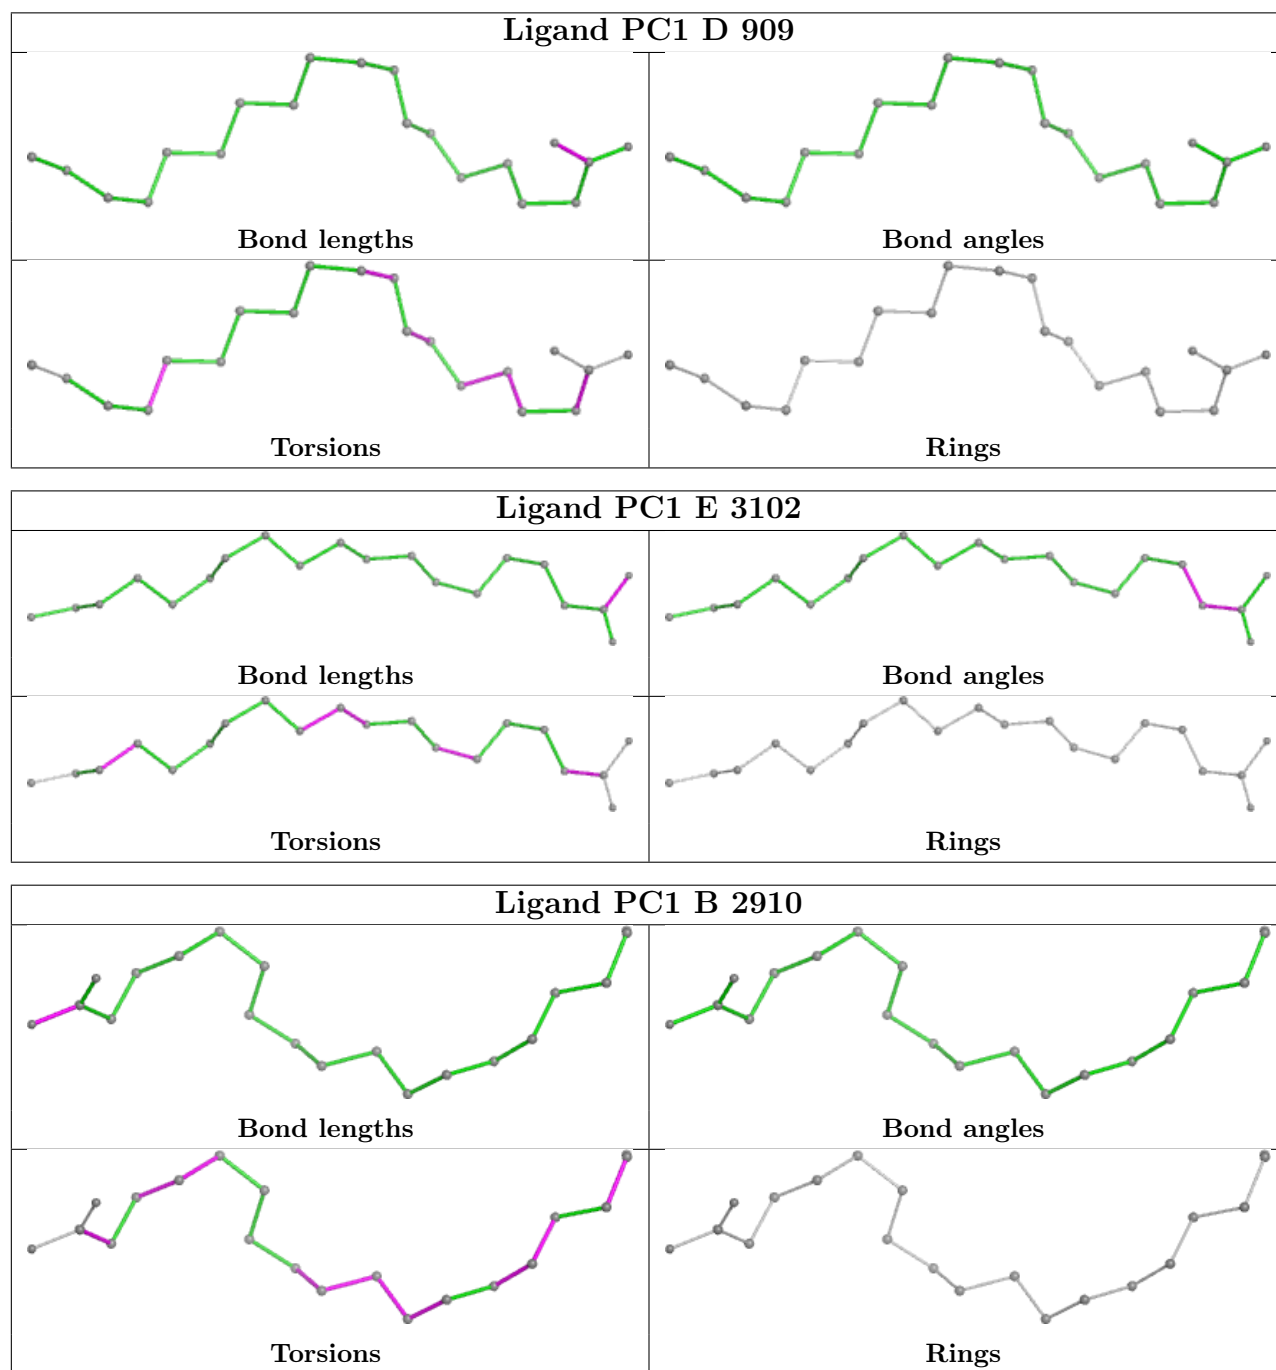 Ligand PC1 D 909
Bond lengths
Bond angles
Torsions
Rings
Ligand PC1 E 3102
Bond lengths
Bond angles
Torsions
Rings
Ligand PC1 B 2910
Bond lengths
Bond angles
Torsions
Rings